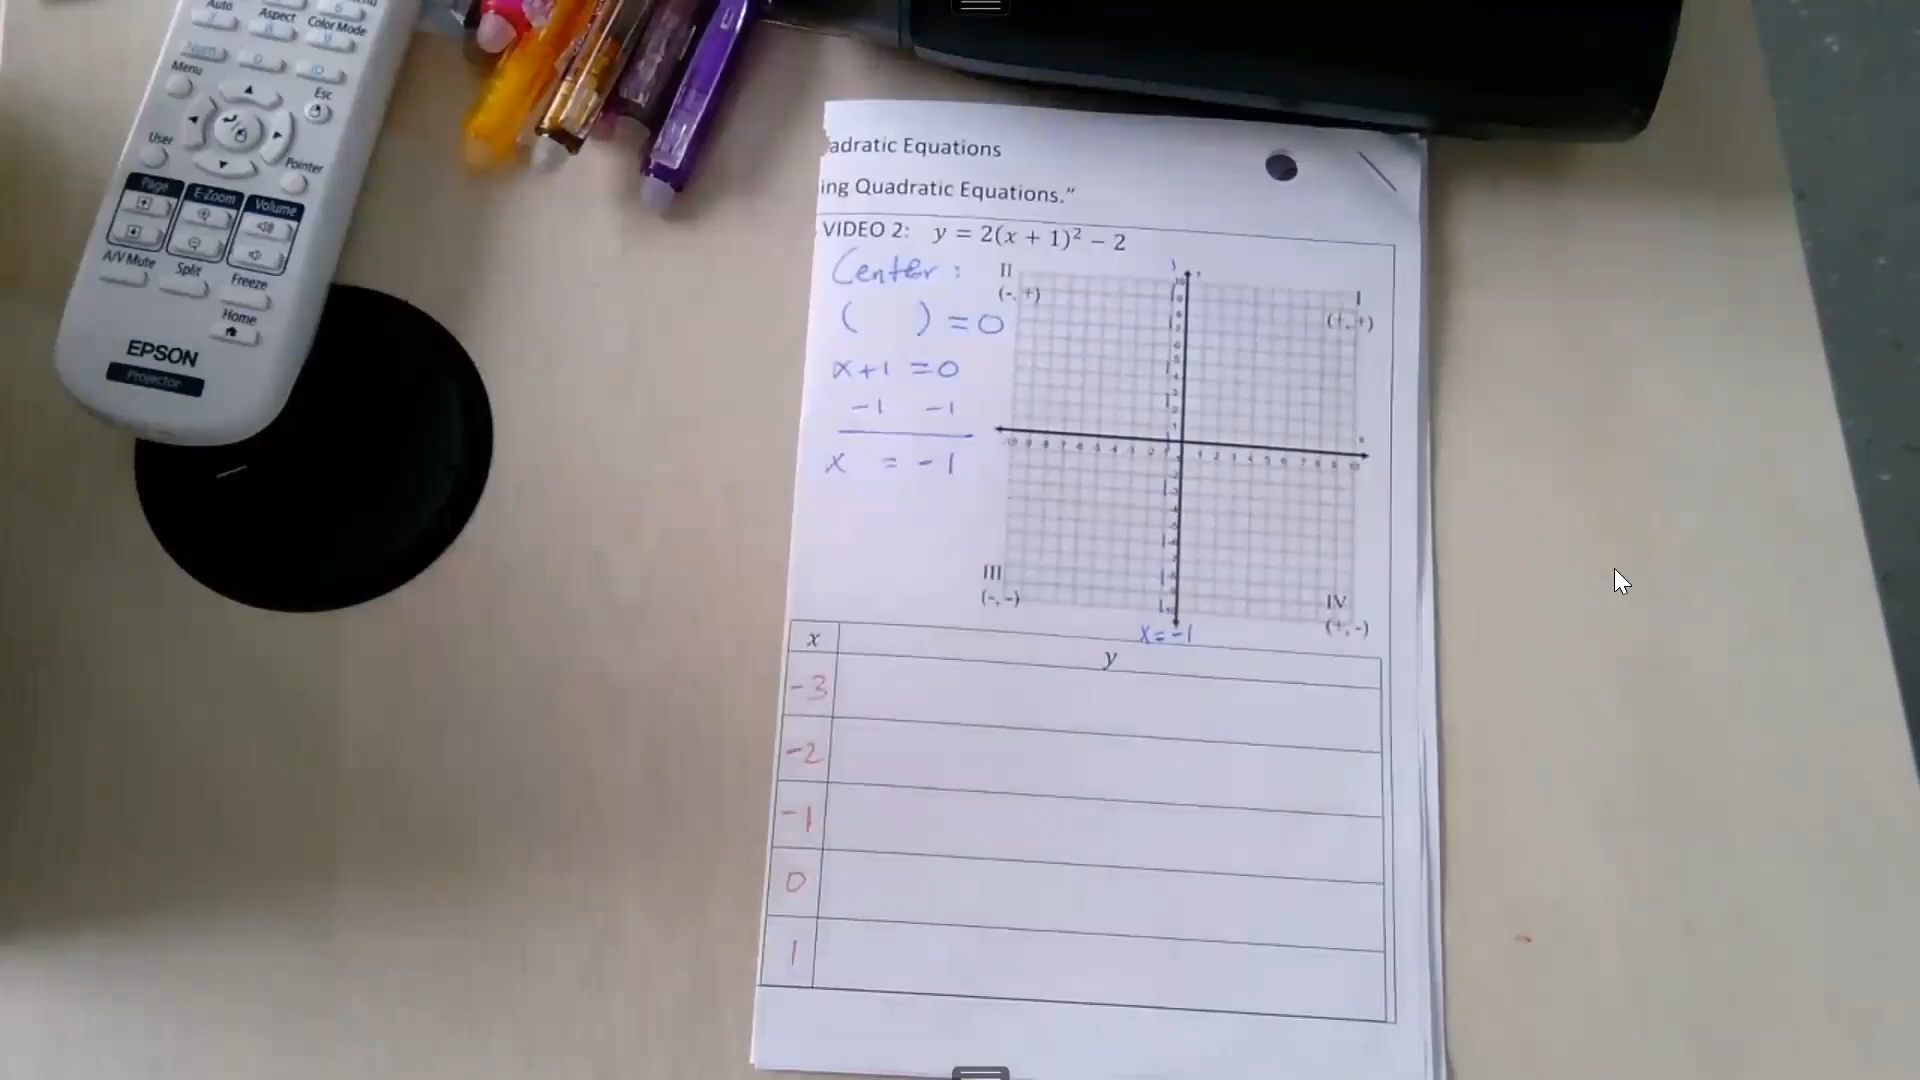 Auto
Aspect
Color Mode
Num
Menu
Esc
User
Pointer
Page
E-Zoom
Volume
A/V Mute
Split
Freeze
Home
EPSON
Projector
adratic Equations
ing Quadratic Equations."
VIDEO 2: y = 2(x + 1)² − 2
Center :
( ) = 0
x+1 = 0
-1 -1
x = -1
II
(-, +)
I
(+, +)
III
(-, -)
IV
(+, -)
x = -1
x y
-3
-2
-1
0
1